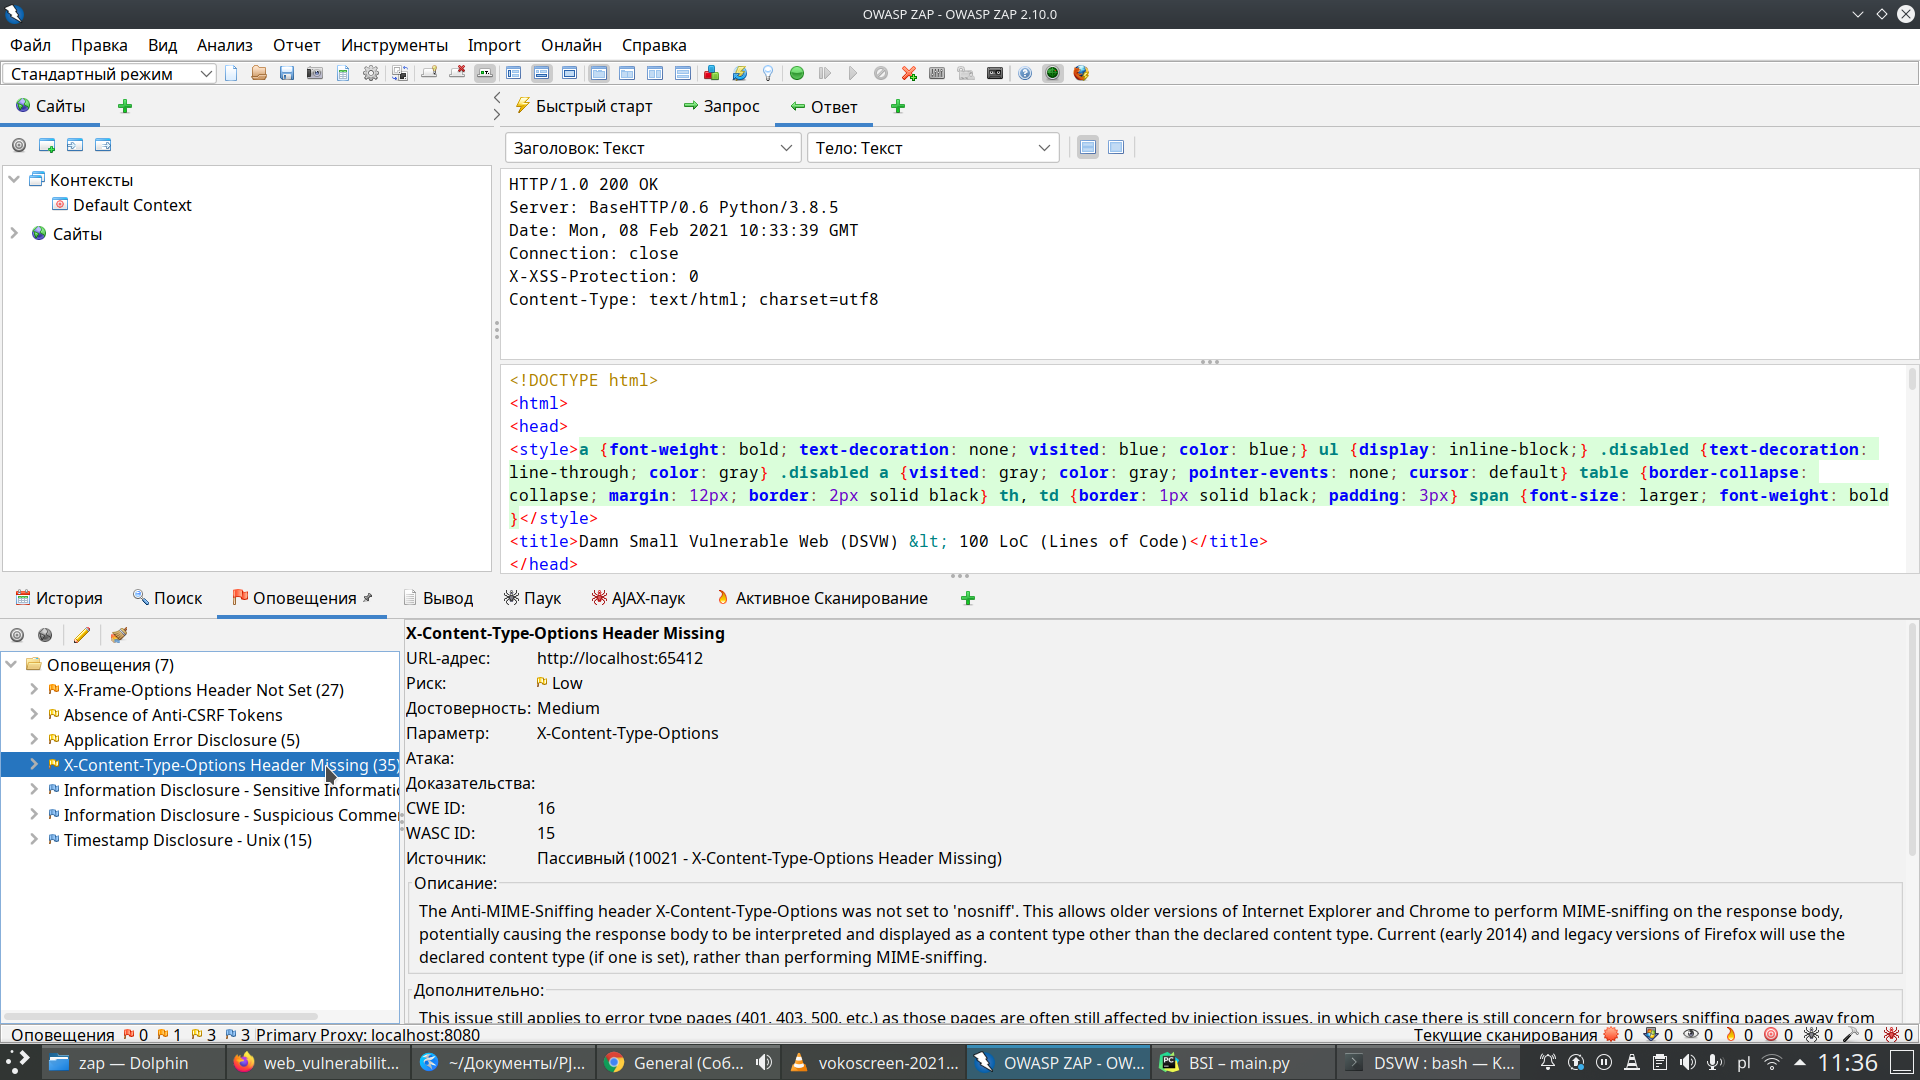 OWASP ZAP - OWASP ZAP 2.10.0
Файл Правка Вид Анализ Отчет Инструменты Import Онлайн Справка
Стандартный режим
Сайты
Быстрый старт Запрос Ответ
Заголовок: Текст Тело: Текст
Контексты
Default Context
Сайты
HTTP/1.0 200 OK
Server: BaseHTTP/0.6 Python/3.8.5
Date: Mon, 08 Feb 2021 10:33:39 GMT
Connection: close
X-XSS-Protection: 0
Content-Type: text/html; charset=utf8
<!DOCTYPE html>
<html>
<head>
<style>a {font-weight: bold; text-decoration: none; visited: blue; color: blue;} ul {display: inline-block;} .disabled {text-decoration:
line-through; color: gray} .disabled a {visited: gray; color: gray; pointer-events: none; cursor: default} table {border-collapse:
collapse; margin: 12px; border: 2px solid black} th, td {border: 1px solid black; padding: 3px} span {font-size: larger; font-weight: bold
}</style>
<title>Damn Small Vulnerable Web (DSVW) &lt; 100 LoC (Lines of Code)</title>
</head>
История Поиск Оповещения Вывод Паук AJAX-паук Активное Сканирование
Оповещения (7)
X-Frame-Options Header Not Set (27)
Absence of Anti-CSRF Tokens
Application Error Disclosure (5)
X-Content-Type-Options Header Missing (35)
Information Disclosure - Sensitive Informatio
Information Disclosure - Suspicious Comme
Timestamp Disclosure - Unix (15)
X-Content-Type-Options Header Missing
URL-адрес: http://localhost:65412
Риск: Low
Достоверность: Medium
Параметр: X-Content-Type-Options
Атака:
Доказательства:
CWE ID: 16
WASC ID: 15
Источник: Пассивный (10021 - X-Content-Type-Options Header Missing)
Описание:
The Anti-MIME-Sniffing header X-Content-Type-Options was not set to 'nosniff'. This allows older versions of Internet Explorer and Chrome to perform MIME-sniffing on the response body,
potentially causing the response body to be interpreted and displayed as a content type other than the declared content type. Current (early 2014) and legacy versions of Firefox will use the
declared content type (if one is set), rather than performing MIME-sniffing.
Дополнительно:
This issue still applies to error type pages (401, 403, 500, etc.) as those pages are often still affected by injection issues, in which case there is still concern for browsers sniffing pages away from
Оповещения 0 1 3 3 Primary Proxy: localhost:8080 Текущие сканирования 0 0 0 0 0 0 0 0
zap — Dolphin web_vulnerabilit... ~/Документы/PJ... General (Соб... vokoscreen-2021... OWASP ZAP - OW... BSI – main.py DSVW : bash — K... pl 11:36